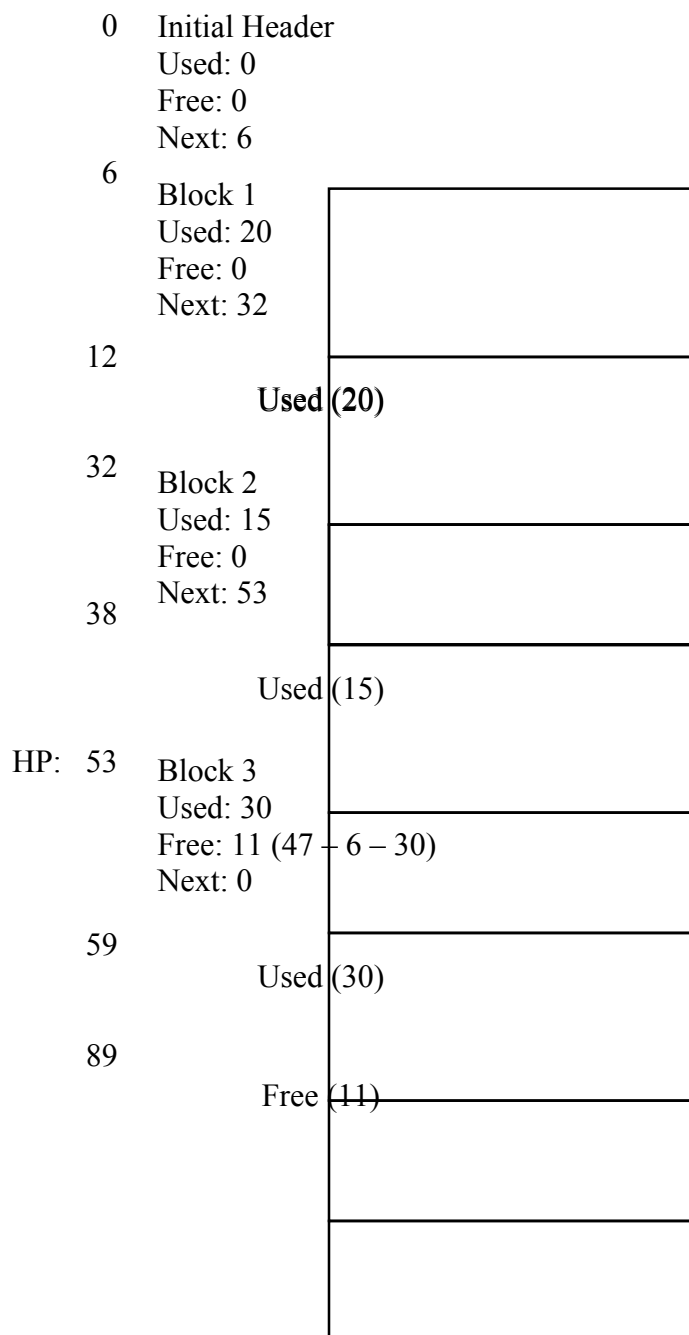 0 Initial Header
Used: 0
Free: 0
Next: 6
6
Block 1
Used: 20
Free: 0
Next: 32
12
Used (20)
32
Block 2
Used: 15
Free: 0
Next: 53
38
Used (15)
HP: 53
Block 3
Used: 30
Free: 11 (47 – 6 – 30)
Next: 0
59
Used (30)
89
Free (11)